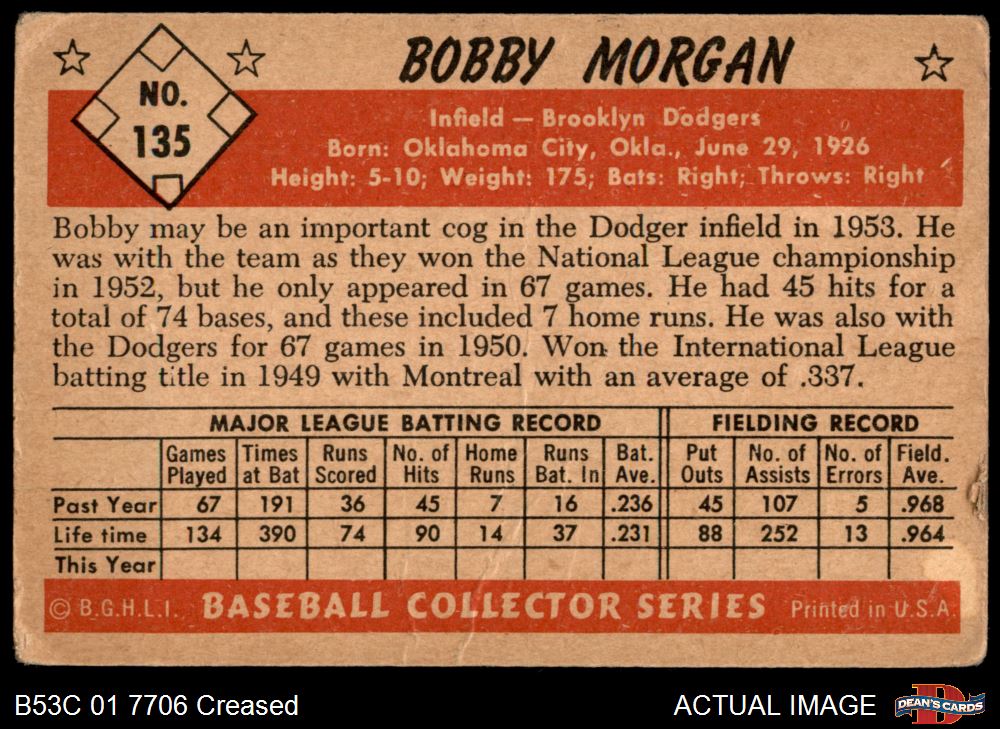 BOBBY MORGAN
NO.
135
Infield — Brooklyn Dodgers
Born: Oklahoma City, Okla., June 29, 1926
Height: 5-10; Weight: 175; Bats: Right; Throws: Right
Bobby may be an important cog in the Dodger infield in 1953. He
was with the team as they won the National League championship
in 1952, but he only appeared in 67 games. He had 45 hits for a
total of 74 bases, and these included 7 home runs. He was also with
the Dodgers for 67 games in 1950. Won the International League
batting title in 1949 with Montreal with an average of .337.
MAJOR LEAGUE BATTING RECORD FIELDING RECORD
Games Times Runs No. of Home Runs Bat. Put No. of No. of Field.
Played at Bat Scored Hits Runs Bat. In Ave. Outs Assists Errors Ave.
Past Year 67 191 36 45 7 16 .236 45 107 5 .968
Life time 134 390 74 90 14 37 .231 88 252 13 .964
This Year
© B.G.H.L.I. BASEBALL COLLECTOR SERIES Printed in U.S.A.
B53C 01 7706 Creased ACTUAL IMAGE D DEAN'S CARDS